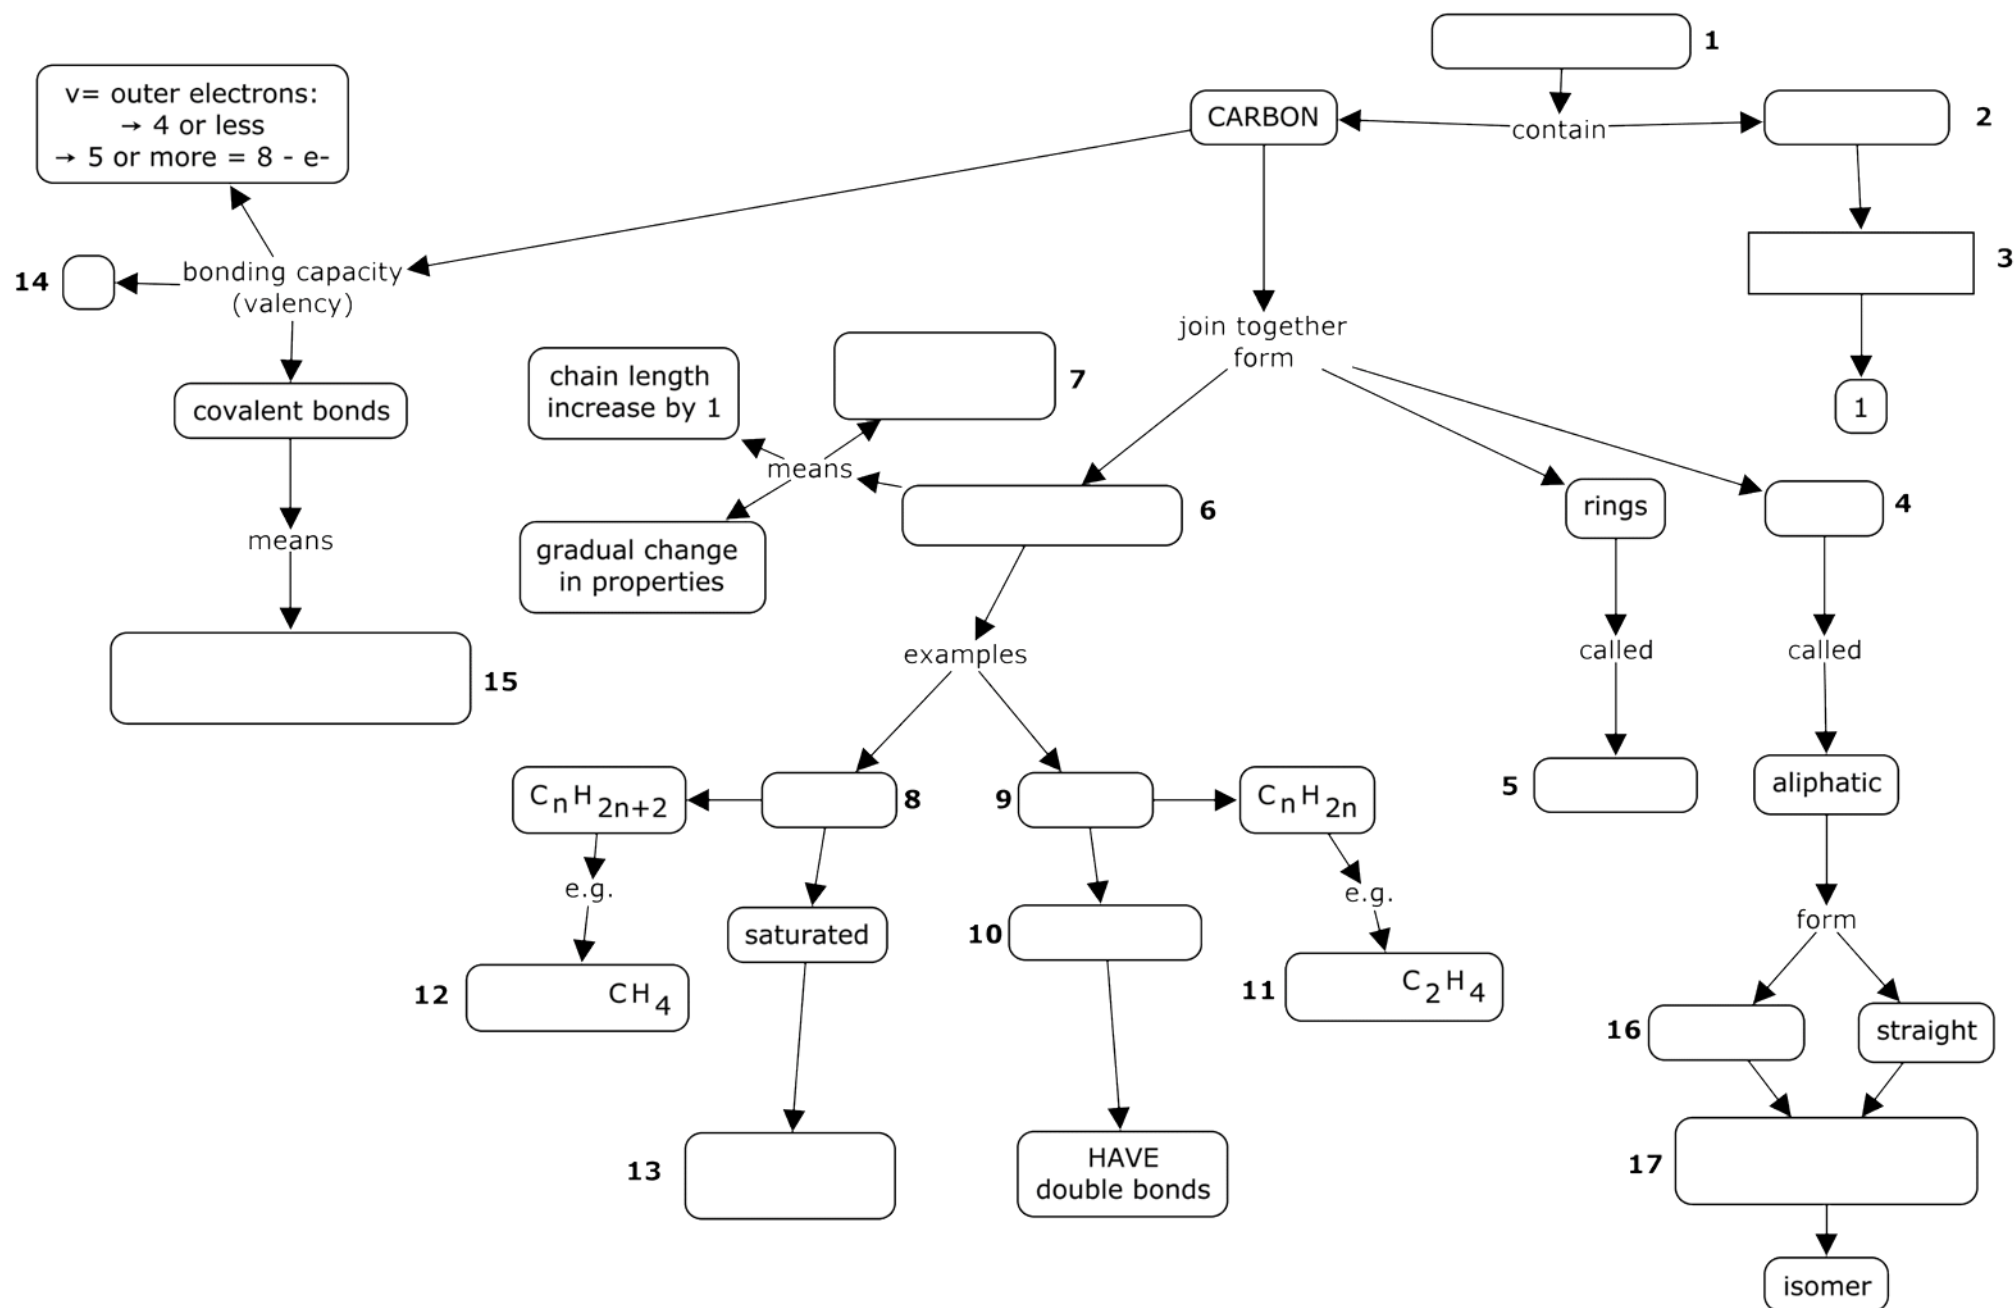 1
v= outer electrons:
→ 4 or less
→ 5 or more = 8 - e-
CARBON
contain
2
14
bonding capacity
(valency)
3
join together
form
1
covalent bonds
chain length
increase by 1
7
means
gradual change
in properties
6
rings
4
means
15
examples
called
called
CnH2n+2
8
9
CnH2n
5
aliphatic
e.g.
e.g.
saturated
10
form
12
CH4
11
C2H4
16
straight
13
HAVE
double bonds
17
isomer